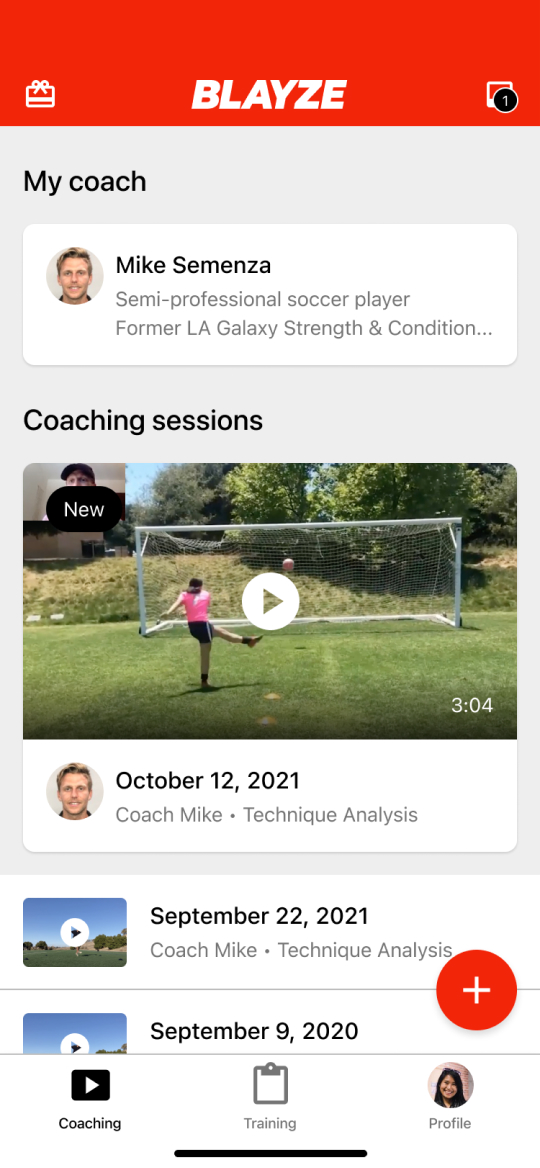 BLAYZE
1
My coach
Mike Semenza
Semi-professional soccer player
Former LA Galaxy Strength & Condition...
Coaching sessions
New
3:04
October 12, 2021
Coach Mike • Technique Analysis
September 22, 2021
Coach Mike • Technique Analysis
September 9, 2020
Coaching
Training
Profile